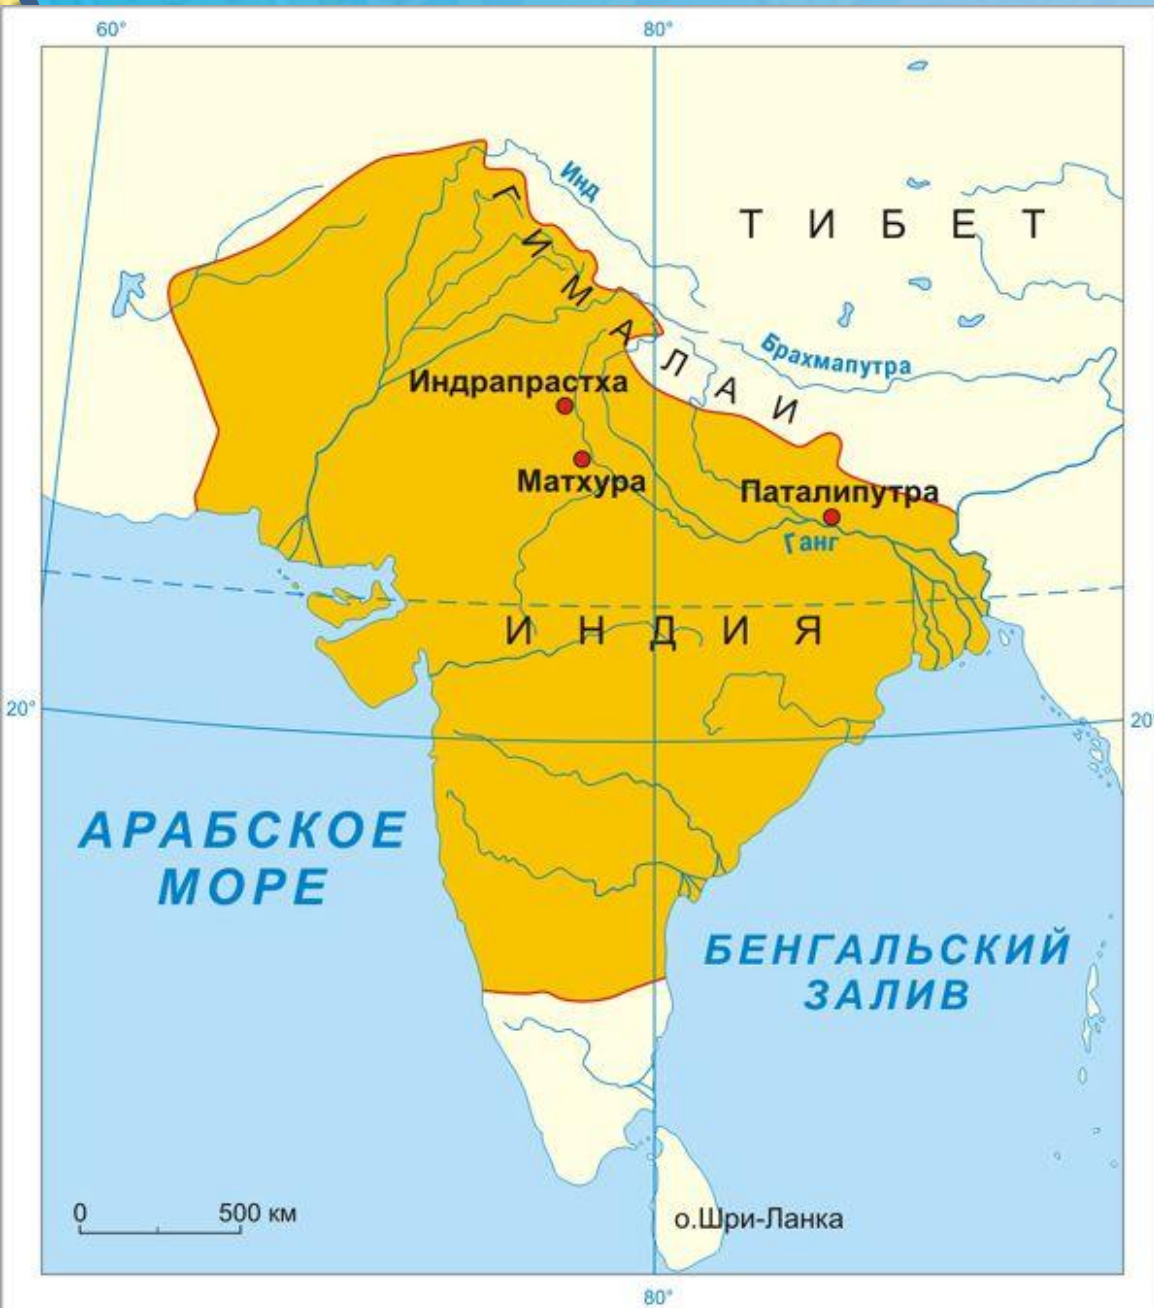 60°
80°
Инд
ТИБЕТ
ГИМАЛАИ
Брахмапутра
Индрапрастха
Матхура
Паталипутра
Ганг
ИНДИЯ
20°
20°
АРАБСКОЕ
МОРЕ
БЕНГАЛЬСКИЙ
ЗАЛИВ
0
500 км
о.Шри-Ланка
80°